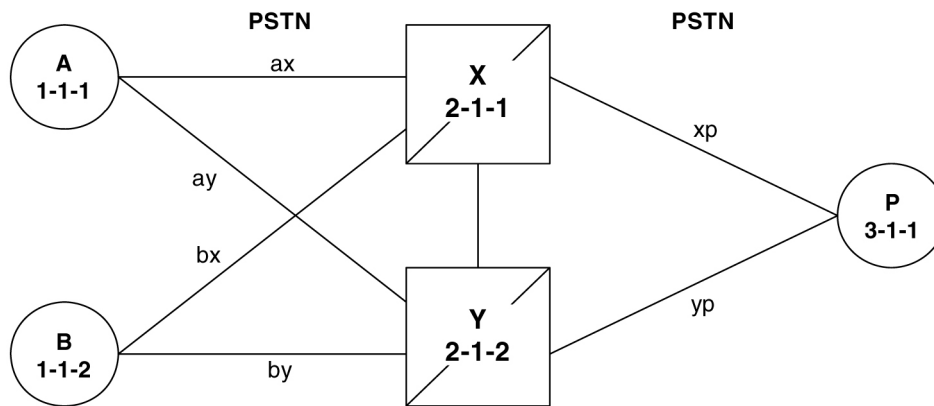 PSTN
PSTN
A
1-1-1
ax
X
2-1-1
xp
ay
P
3-1-1
bx
yp
B
1-1-2
by
Y
2-1-2